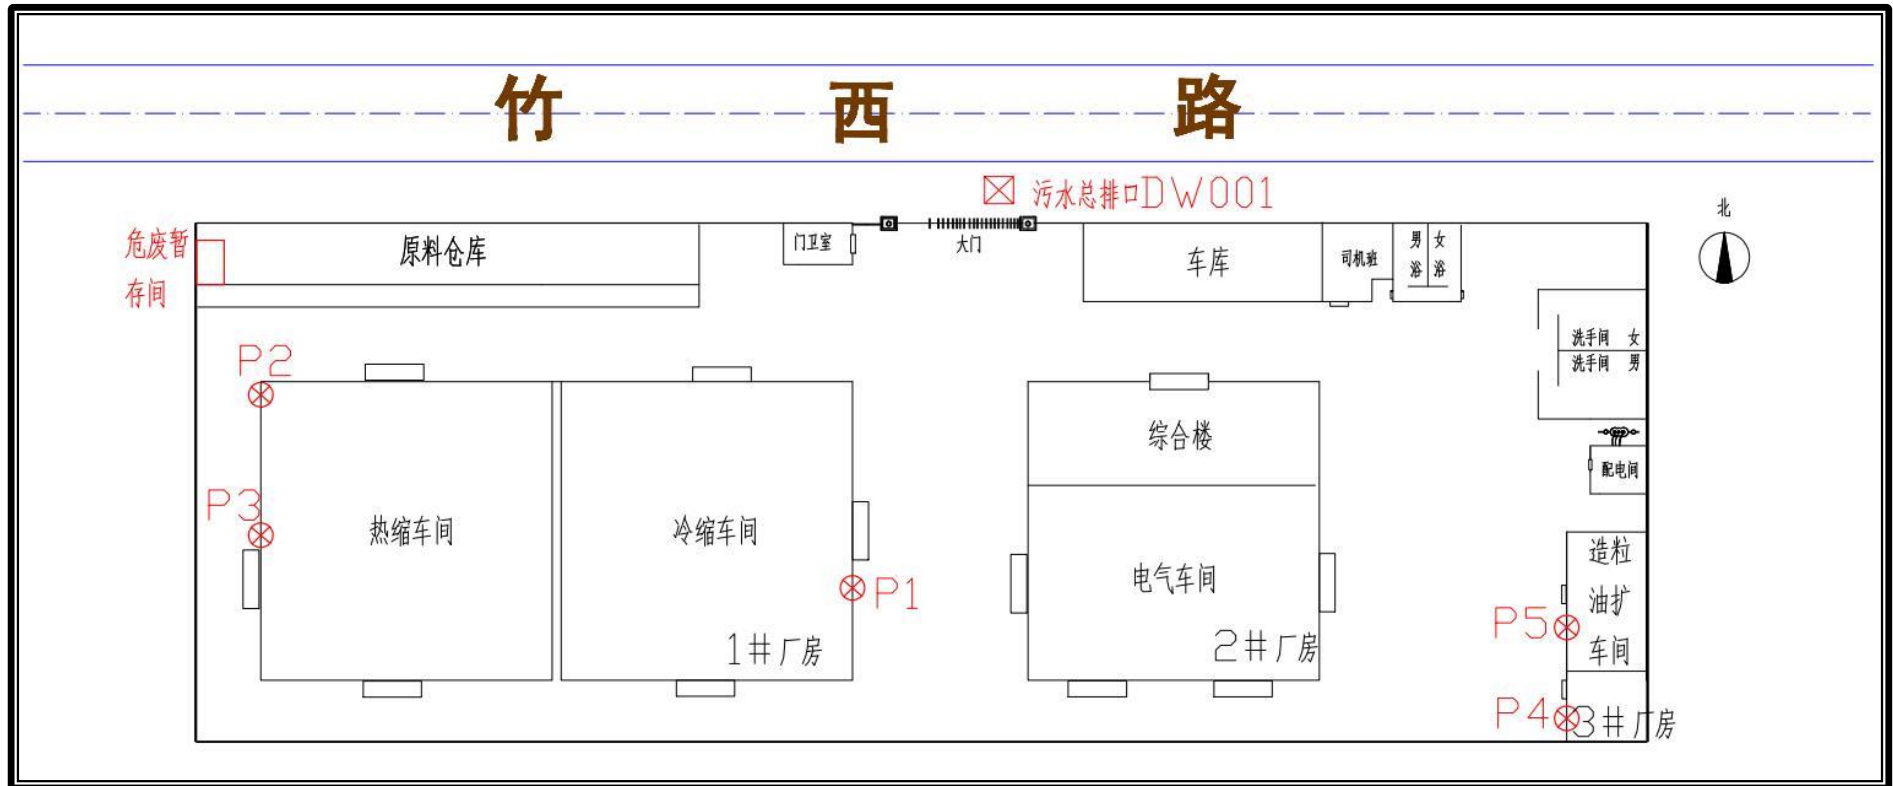 竹西路
污水总排口DW001
北
危废暂
存间
原料仓库
门卫室
大门
车库
司机班
男浴
女浴
洗手间 女
洗手间 男
P2
P3
热缩车间
冷缩车间
P1
1#厂房
综合楼
电气车间
2#厂房
配电间
造粒
油扩
车间
P5
P4
3#厂房